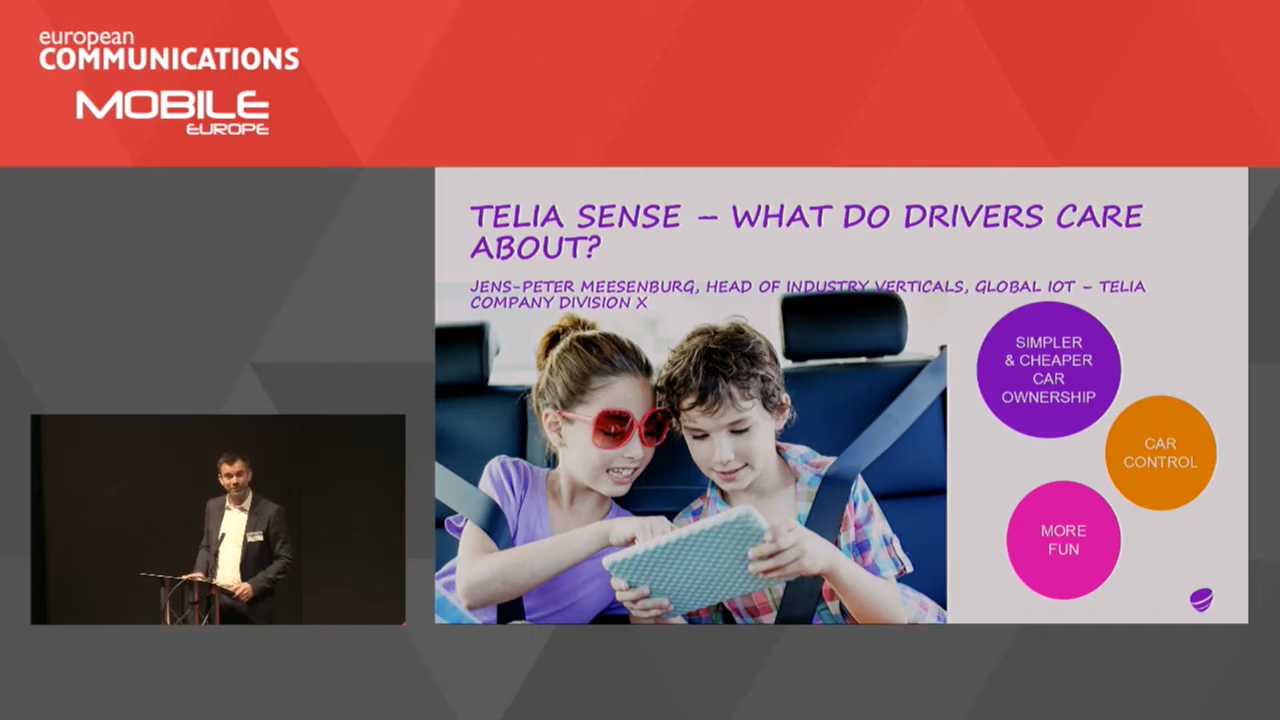 european
COMMUNICATIONS
MOBILE
EUROPE
TELIA SENSE – WHAT DO DRIVERS CARE
ABOUT?
JENS-PETER MEESENBURG, HEAD OF INDUSTRY VERTICALS, GLOBAL IOT – TELIA
COMPANY DIVISION X
SIMPLER
& CHEAPER
CAR
OWNERSHIP
CAR
CONTROL
MORE
FUN